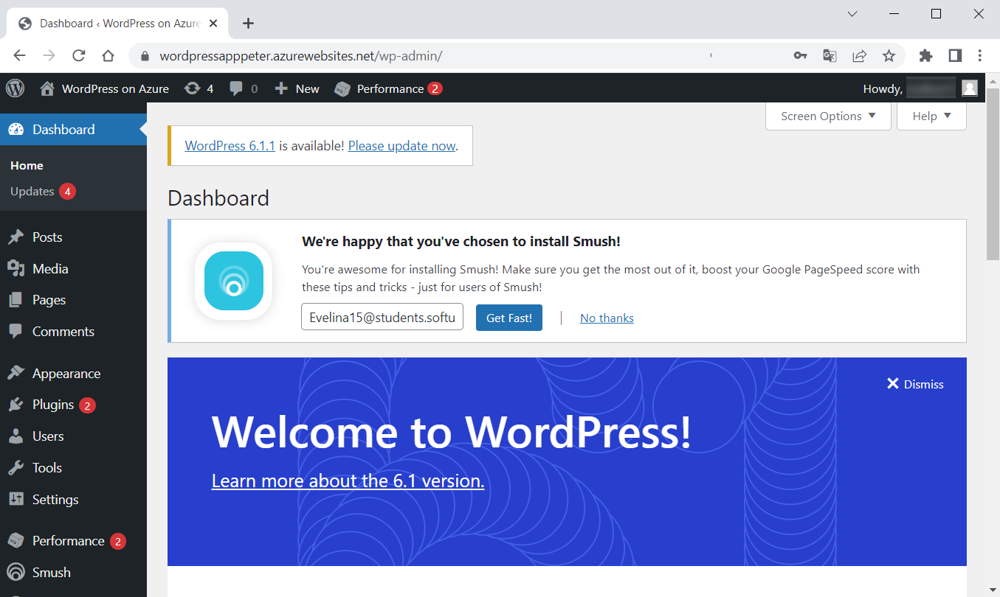 Dashboard ‹ WordPress on Azure
wordpressapppeter.azurewebsites.net/wp-admin/
WordPress on Azure 4 0 New Performance 2 Howdy,
Dashboard
Home
Updates 4
Posts
Media
Pages
Comments
Appearance
Plugins 2
Users
Tools
Settings
Performance 2
Smush
Screen Options ▼ Help ▼
WordPress 6.1.1 is available! Please update now.
Dashboard
We're happy that you've chosen to install Smush!
You're awesome for installing Smush! Make sure you get the most out of it, boost your Google PageSpeed score with
these tips and tricks - just for users of Smush!
Evelina15@students.softu Get Fast! | No thanks
Dismiss
Welcome to WordPress!
Learn more about the 6.1 version.